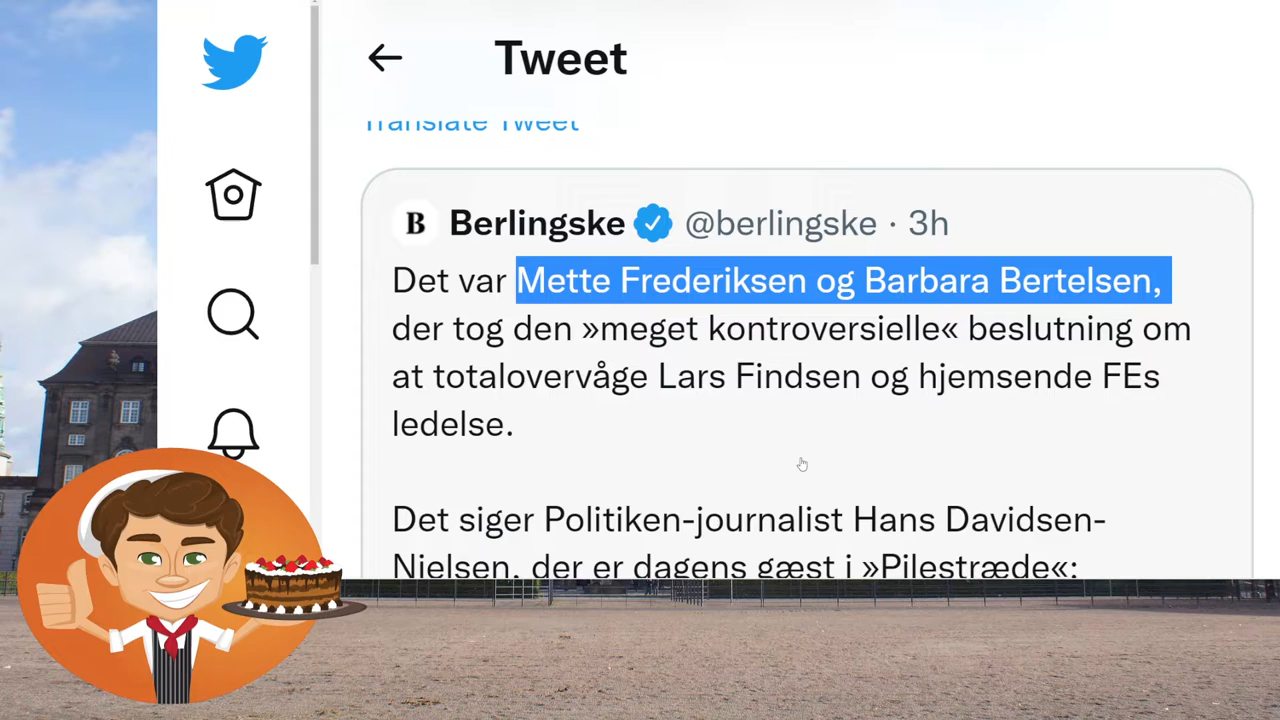 Tweet
Translate Tweet
B Berlingske @berlingske · 3h
Det var Mette Frederiksen og Barbara Bertelsen,
der tog den »meget kontroversielle« beslutning om
at totalovervåge Lars Findsen og hjemsende FEs
ledelse.
Det siger Politiken-journalist Hans Davidsen-
Nielsen, der er dagens gæst i »Pilestræde«: